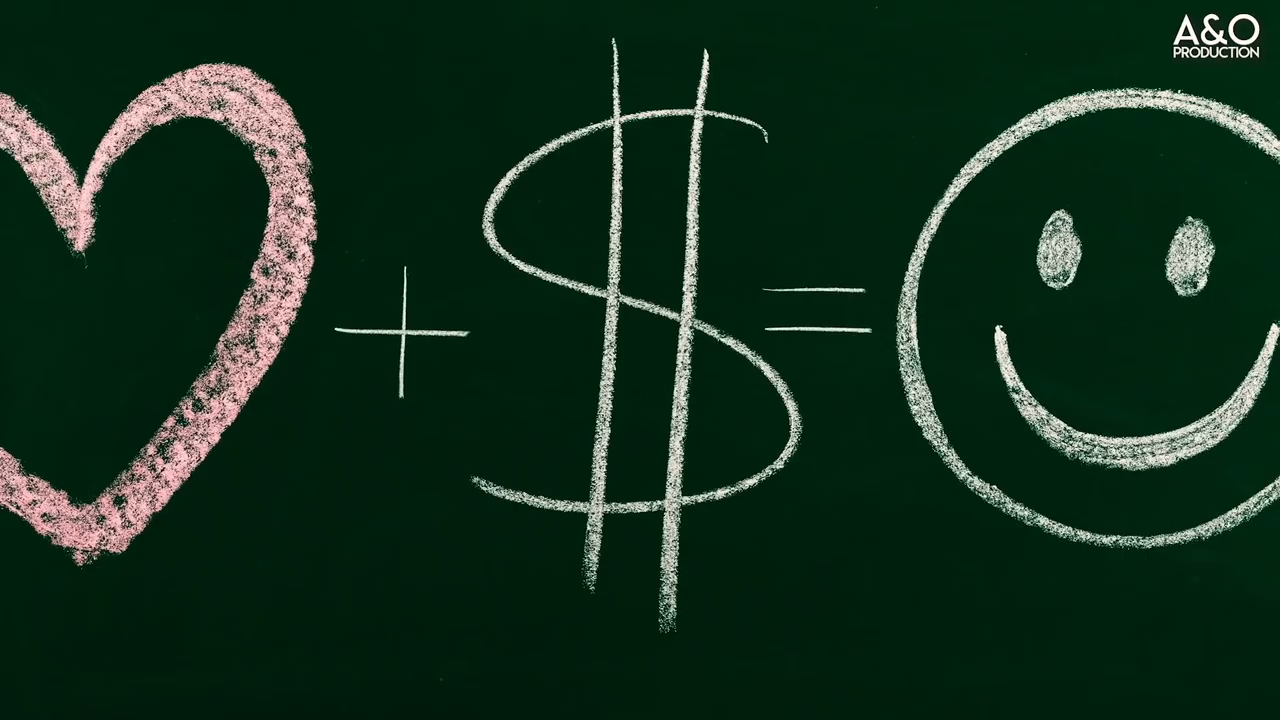 A&O
PRODUCTION
+ $ =